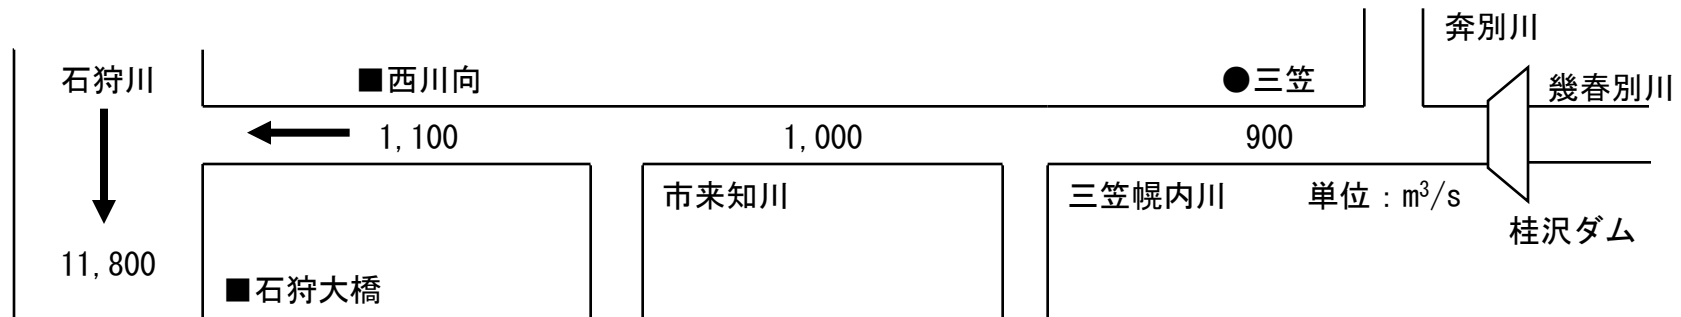 奔別川
石狩川
■西川向
●三笠
幾春別川
1,100
1,000
900
市来知川
三笠幌内川
単位：m³/s
桂沢ダム
11,800
■石狩大橋